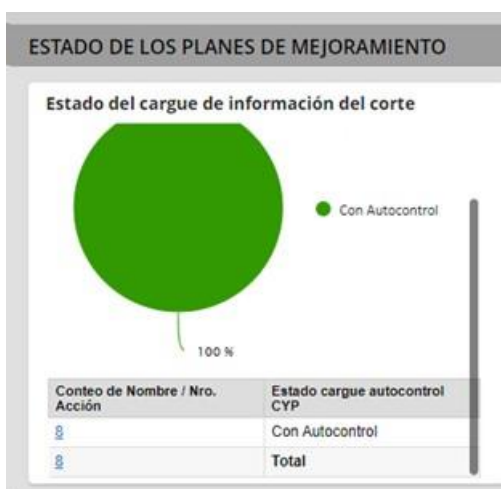 ESTADO DE LOS PLANES DE MEJORAMIENTO
Estado del cargue de información del corte
Con Autocontrol
100 %
Conteo de Nombre / Nro. Acción Estado cargue autocontrol CYP
8 Con Autocontrol
8 Total